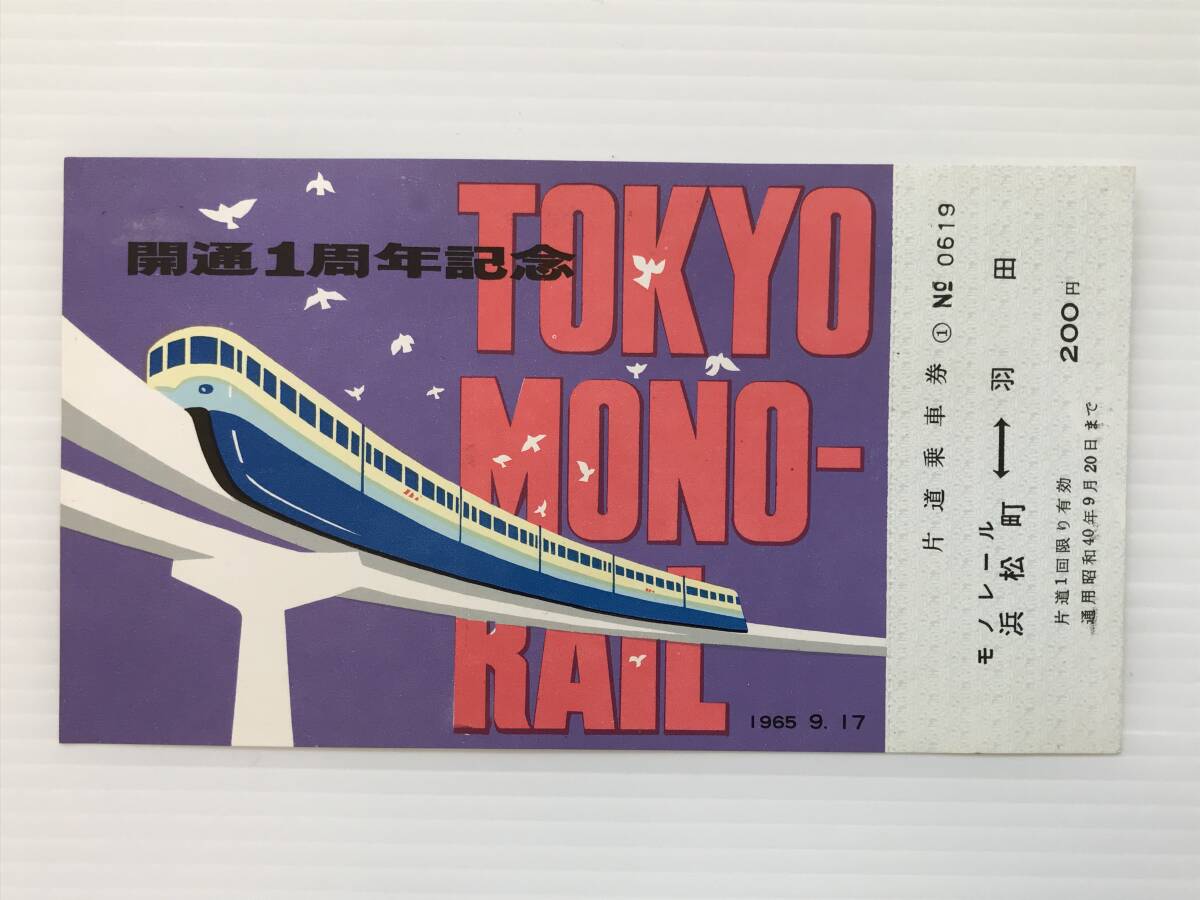 開通1周年記念
TOKYO
MONO-
RAIL
1965 9. 17
片道乗車券 ① № 0619
モノレール
浜松町 ⟷ 羽田
片道1回限り有効
通用昭和40年9月20日まで
200円